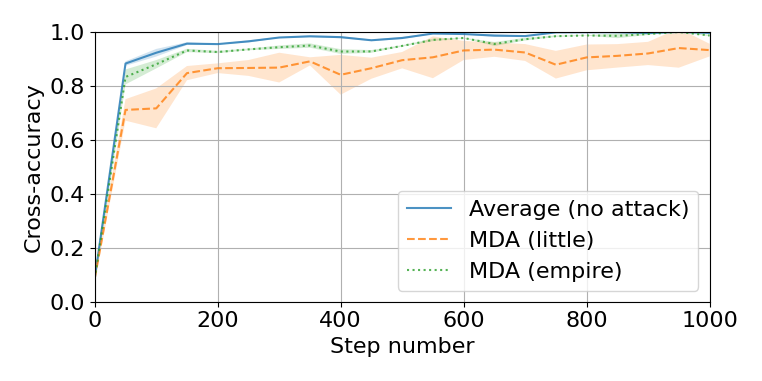 1.0
0.8
0.6
0.4
0.2
0.0
Cross-accuracy
0 200 400 600 800 1000
Step number
Average (no attack)
MDA (little)
MDA (empire)